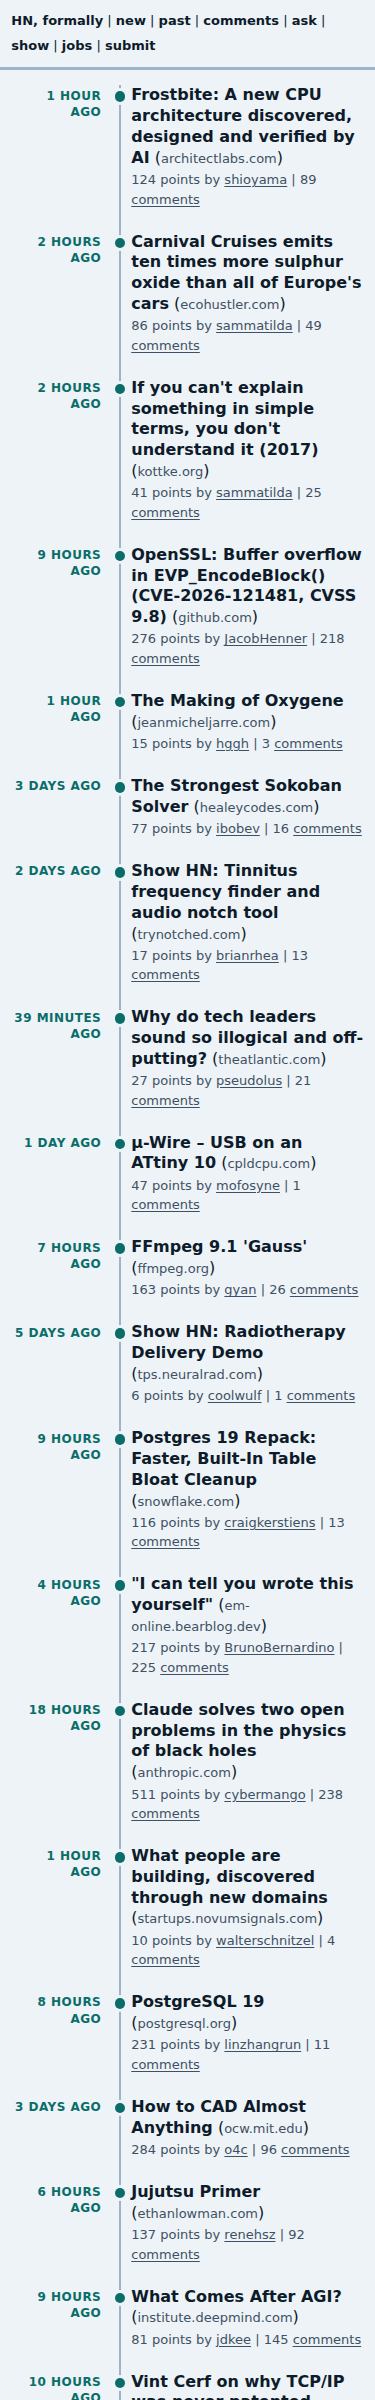 HN, formally | new | past | comments | ask |
show | jobs | submit
1 HOUR AGO
Frostbite: A new CPU
architecture discovered,
designed and verified by
AI (architectlabs.com)
124 points by shioyama | 89
comments
2 HOURS AGO
Carnival Cruises emits
ten times more sulphur
oxide than all of Europe's
cars (ecohustler.com)
86 points by sammatilda | 49
comments
2 HOURS AGO
If you can't explain
something in simple
terms, you don't
understand it (2017)
(kottke.org)
41 points by sammatilda | 25
comments
9 HOURS AGO
OpenSSL: Buffer overflow
in EVP_EncodeBlock()
(CVE-2026-121481, CVSS
9.8) (github.com)
276 points by JacobHenner | 218
comments
1 HOUR AGO
The Making of Oxygene
(jeanmicheljarre.com)
15 points by hggh | 3 comments
3 DAYS AGO
The Strongest Sokoban
Solver (healeycodes.com)
77 points by ibobev | 16 comments
2 DAYS AGO
Show HN: Tinnitus
frequency finder and
audio notch tool
(trynotched.com)
17 points by brianrhea | 13
comments
39 MINUTES AGO
Why do tech leaders
sound so illogical and off-
putting? (theatlantic.com)
27 points by pseudolus | 21
comments
1 DAY AGO
μ-Wire – USB on an
ATtiny 10 (cpldcpu.com)
47 points by mofosyne | 1
comments
7 HOURS AGO
FFmpeg 9.1 'Gauss'
(ffmpeg.org)
163 points by gyan | 26 comments
5 DAYS AGO
Show HN: Radiotherapy
Delivery Demo
(tps.neuralrad.com)
6 points by coolwulf | 1 comments
9 HOURS AGO
Postgres 19 Repack:
Faster, Built-In Table
Bloat Cleanup
(snowflake.com)
116 points by craigkerstiens | 13
comments
4 HOURS AGO
"I can tell you wrote this
yourself" (em-
online.bearblog.dev)
217 points by BrunoBernardino |
225 comments
18 HOURS AGO
Claude solves two open
problems in the physics
of black holes
(anthropic.com)
511 points by cybermango | 238
comments
1 HOUR AGO
What people are
building, discovered
through new domains
(startups.novumsignals.com)
10 points by walterschnitzel | 4
comments
8 HOURS AGO
PostgreSQL 19
(postgresql.org)
231 points by linzhangrun | 11
comments
3 DAYS AGO
How to CAD Almost
Anything (ocw.mit.edu)
284 points by o4c | 96 comments
6 HOURS AGO
Jujutsu Primer
(ethanlowman.com)
137 points by renehsz | 92
comments
9 HOURS AGO
What Comes After AGI?
(institute.deepmind.com)
81 points by jdkee | 145 comments
10 HOURS AGO
Vint Cerf on why TCP/IP
was never patented